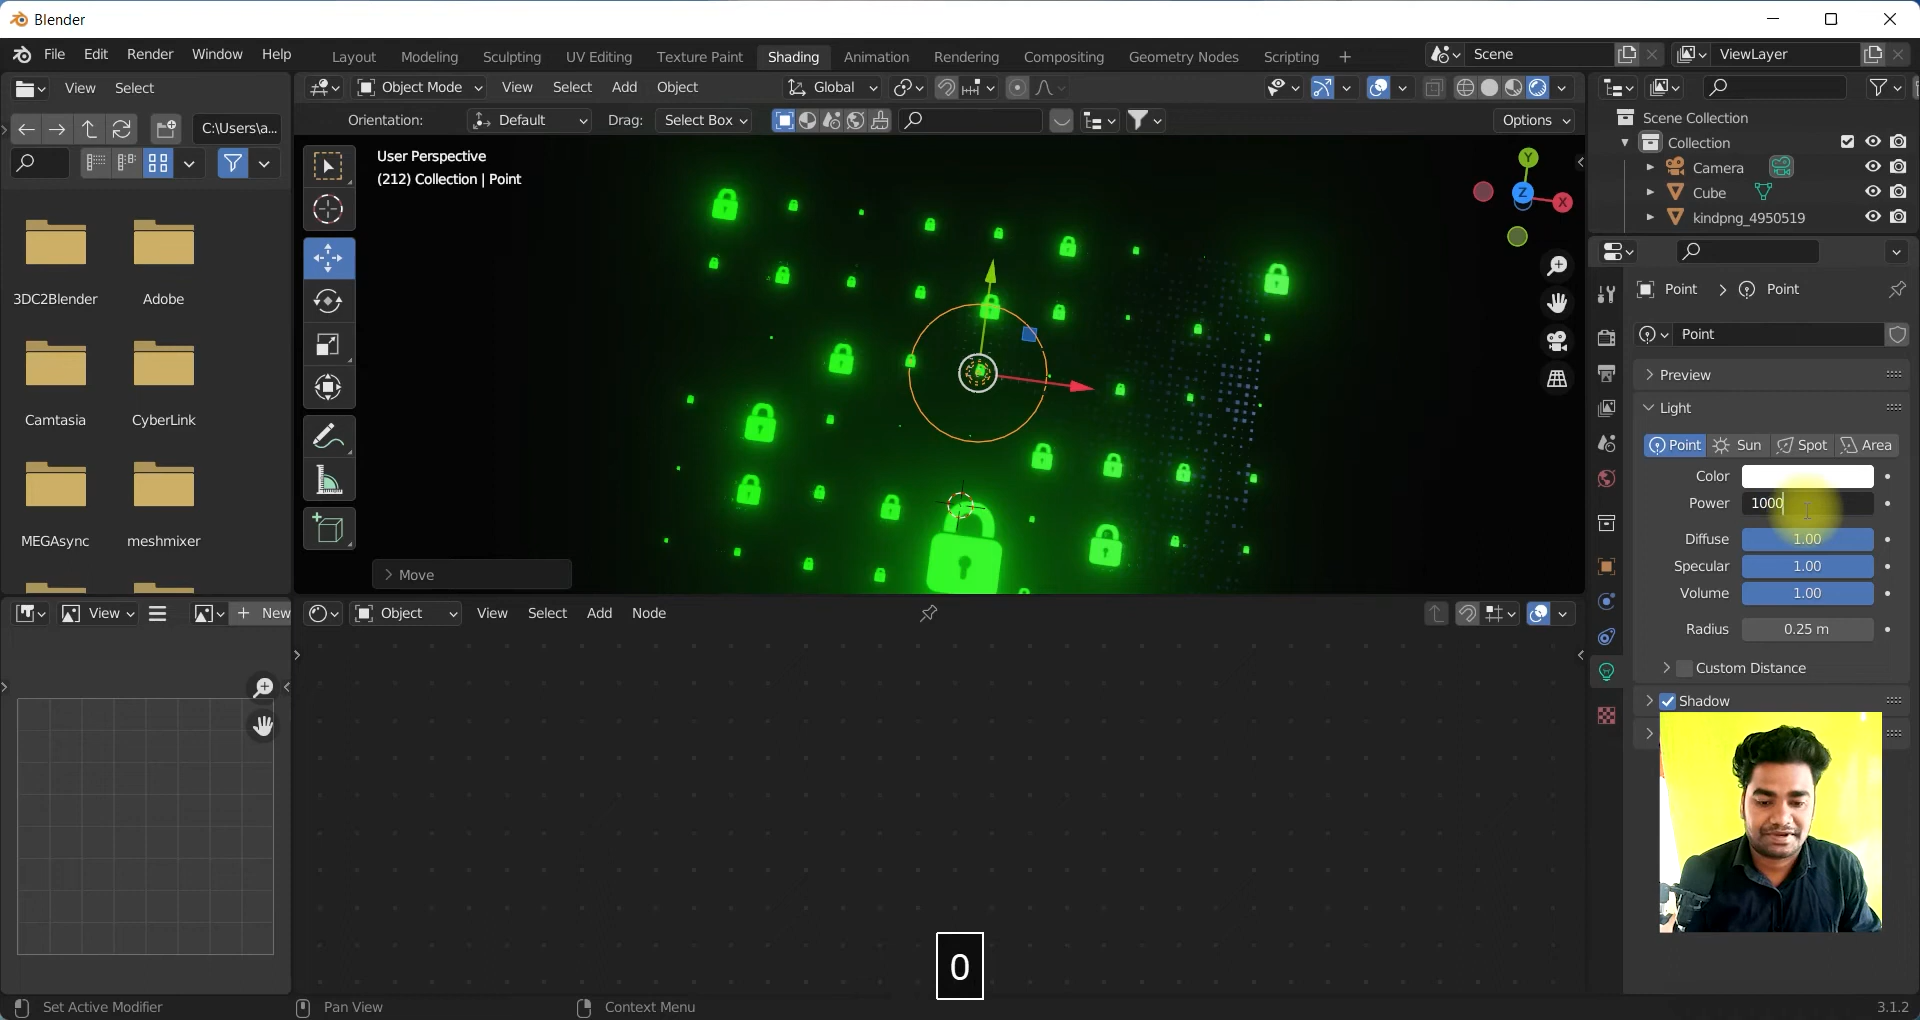 Blender
File Edit Render Window Help
Layout Modeling Sculpting UV Editing Texture Paint Shading Animation Rendering Compositing Geometry Nodes Scripting +
Scene
ViewLayer
View Select
Object Mode View Select Add Object
Global
C:\Users\a...
Orientation: Default Drag: Select Box
Options
User Perspective
(212) Collection | Point
Y
Z
X
3DC2Blender Adobe
Camtasia CyberLink
MEGAsync meshmixer
> Move
Scene Collection
Collection
Camera
Cube
kindpng_4950519
Point > Point
Point
Preview
Light
Point Sun Spot Area
Color
Power 1000
Diffuse 1.00
Specular 1.00
Volume 1.00
Radius 0.25 m
Custom Distance
Shadow
View
+ New
Object View Select Add Node
0
Set Active Modifier
Pan View
Context Menu
3.1.2